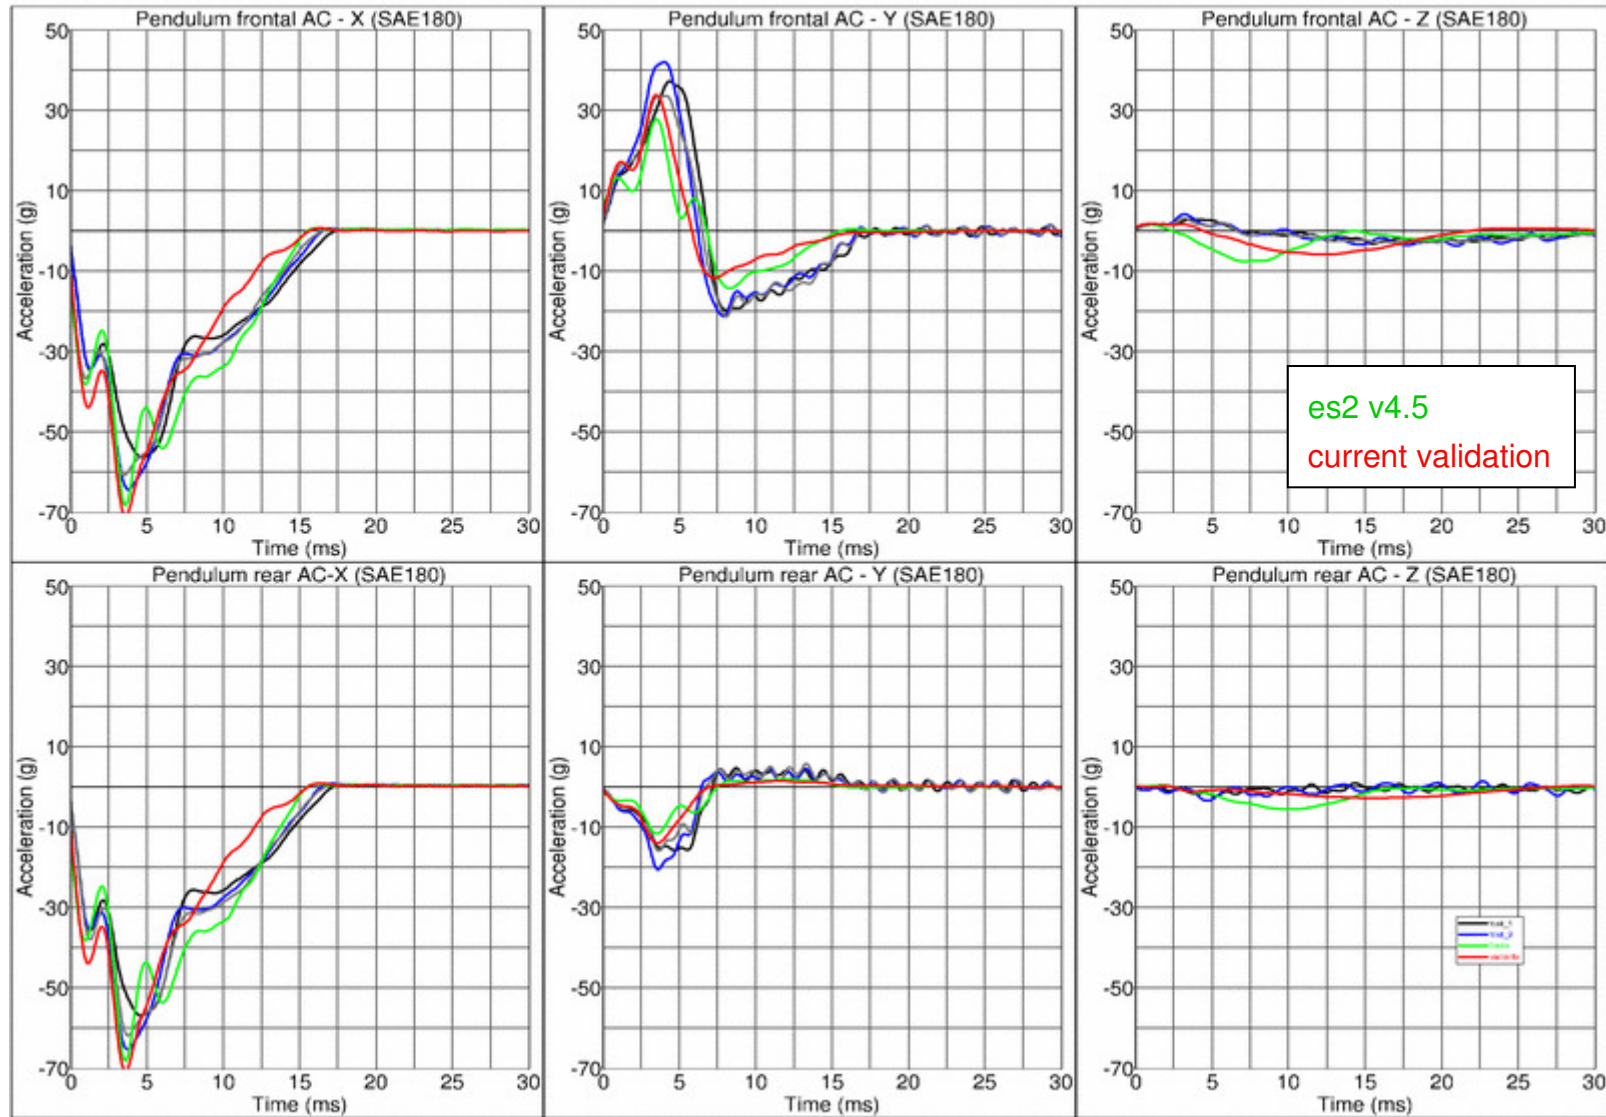 Pendulum frontal AC - X (SAE180)
50
30
10
-10
-30
-50
-70
Acceleration (g)
0 5 10 15 20 25 30
Time (ms)
Pendulum frontal AC - Y (SAE180)
50
30
10
-10
-30
-50
-70
Acceleration (g)
0 5 10 15 20 25 30
Time (ms)
Pendulum frontal AC - Z (SAE180)
50
30
10
-10
-30
-50
-70
Acceleration (g)
0 5 10 15 20 25 30
Time (ms)
es2 v4.5
current validation
Pendulum rear AC-X (SAE180)
50
30
10
-10
-30
-50
-70
Acceleration (g)
0 5 10 15 20 25 30
Time (ms)
Pendulum rear AC - Y (SAE180)
50
30
10
-10
-30
-50
-70
Acceleration (g)
0 5 10 15 20 25 30
Time (ms)
Pendulum rear AC - Z (SAE180)
50
30
10
-10
-30
-50
-70
Acceleration (g)
0 5 10 15 20 25 30
Time (ms)